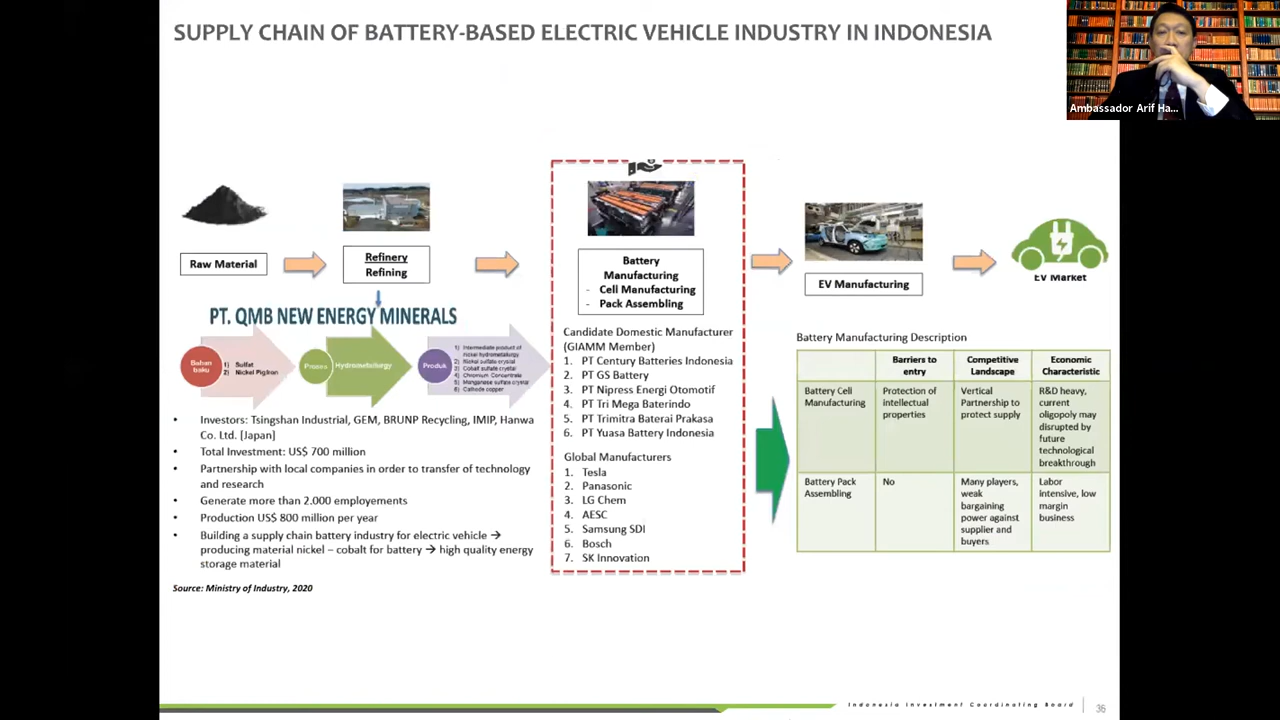 SUPPLY CHAIN OF BATTERY-BASED ELECTRIC VEHICLE INDUSTRY IN INDONESIA
Ambassador Arif Ha...
Raw Material
Refinery
Refining
Battery
Manufacturing
- Cell Manufacturing
- Pack Assembling
EV Manufacturing
EV Market
PT. QMB NEW ENERGY MINERALS
Bahan
baku
1) Sulfat
2) Nickel PigIron
Proses
Hydrometallurgy
Produk
1) Intermediate product of
nickel hydrometallurgy
2) Nickel sulfate crystal
3) Cobalt sulfate crystal
4) Chromium Concentrate
5) Manganese sulfate crystal
6) Cathode copper
• Investors: Tsingshan Industrial, GEM, BRUNP Recycling, IMIP, Hanwa
Co. Ltd. [Japan)
• Total Investment: US$ 700 million
• Partnership with local companies in order to transfer of technology
and research
• Generate more than 2.000 employements
• Production US$ 800 million per year
• Building a supply chain battery industry for electric vehicle →
producing material nickel – cobalt for battery → high quality energy
storage material
Source: Ministry of Industry, 2020
Candidate Domestic Manufacturer
(GIAMM Member)
1. PT Century Batteries Indonesia
2. PT GS Battery
3. PT Nipress Energi Otomotif
4. PT Tri Mega Baterindo
5. PT Trimitra Baterai Prakasa
6. PT Yuasa Battery Indonesia
Global Manufacturers
1. Tesla
2. Panasonic
3. LG Chem
4. AESC
5. Samsung SDI
6. Bosch
7. SK Innovation
Battery Manufacturing Description
Barriers to
entry
Competitive
Landscape
Economic
Characteristic
Battery Cell
Manufacturing
Protection of
intellectual
properties
Vertical
Partnership to
protect supply
R&D heavy,
current
oligopoly may
disrupted by
future
technological
breakthrough
Battery Pack
Assembling
No
Many players,
weak
bargaining
power against
supplier and
buyers
Labor
intensive, low
margin
business
Indonesia Investment Coordinating Board
36